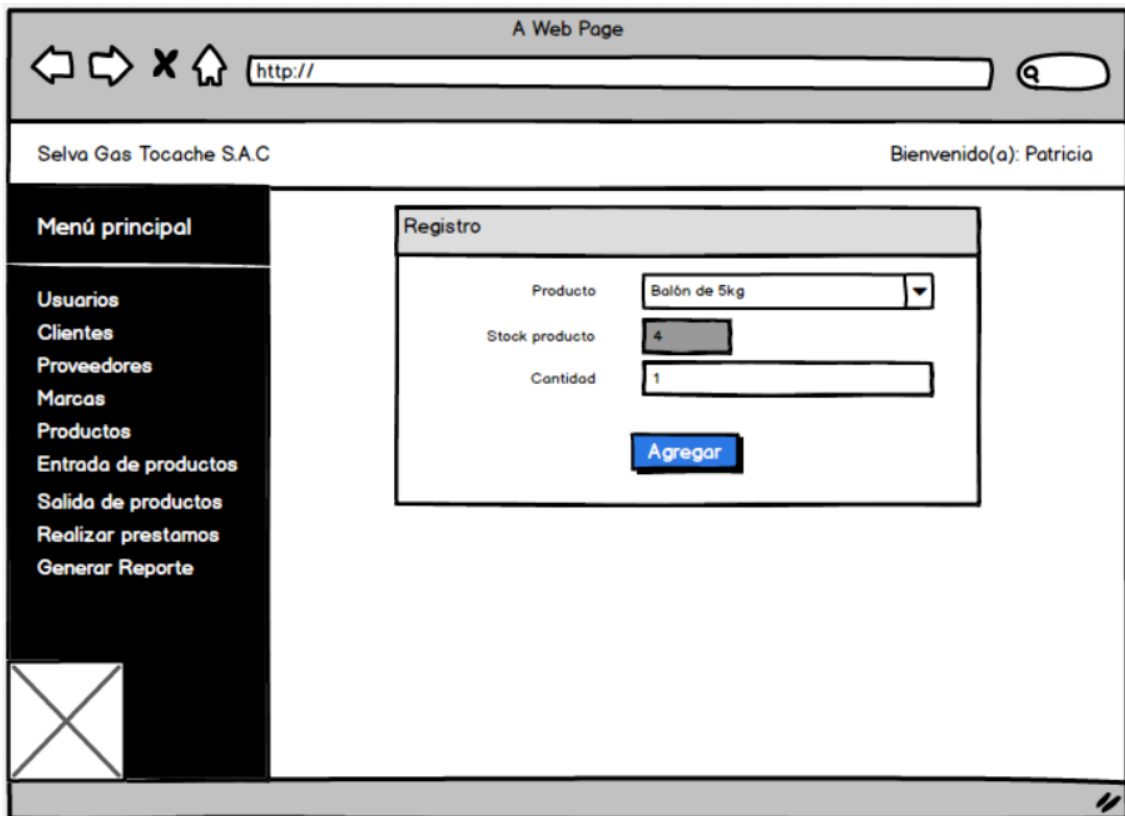 A Web Page
http://
Selva Gas Tocache S.A.C
Bienvenido(a): Patricia
Menú principal
Usuarios
Clientes
Proveedores
Marcas
Productos
Entrada de productos
Salida de productos
Realizar prestamos
Generar Reporte
Registro
Producto Balón de 5kg
Stock producto 4
Cantidad 1
Agregar